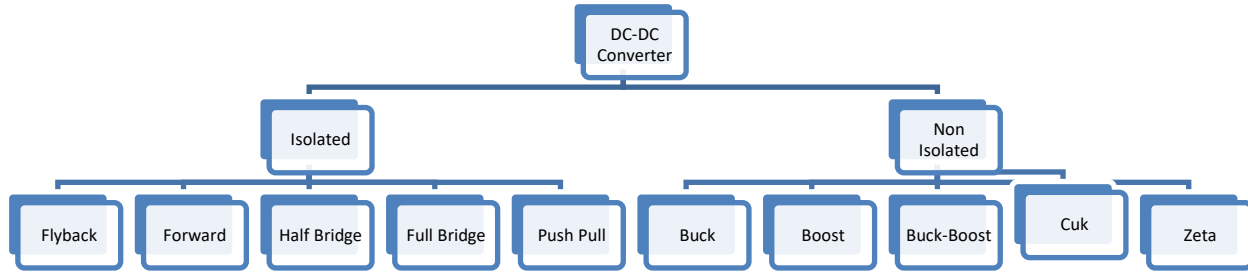 DC-DC
Converter
Isolated
Non
Isolated
Flyback
Forward
Half Bridge
Full Bridge
Push Pull
Buck
Boost
Buck-Boost
Cuk
Zeta